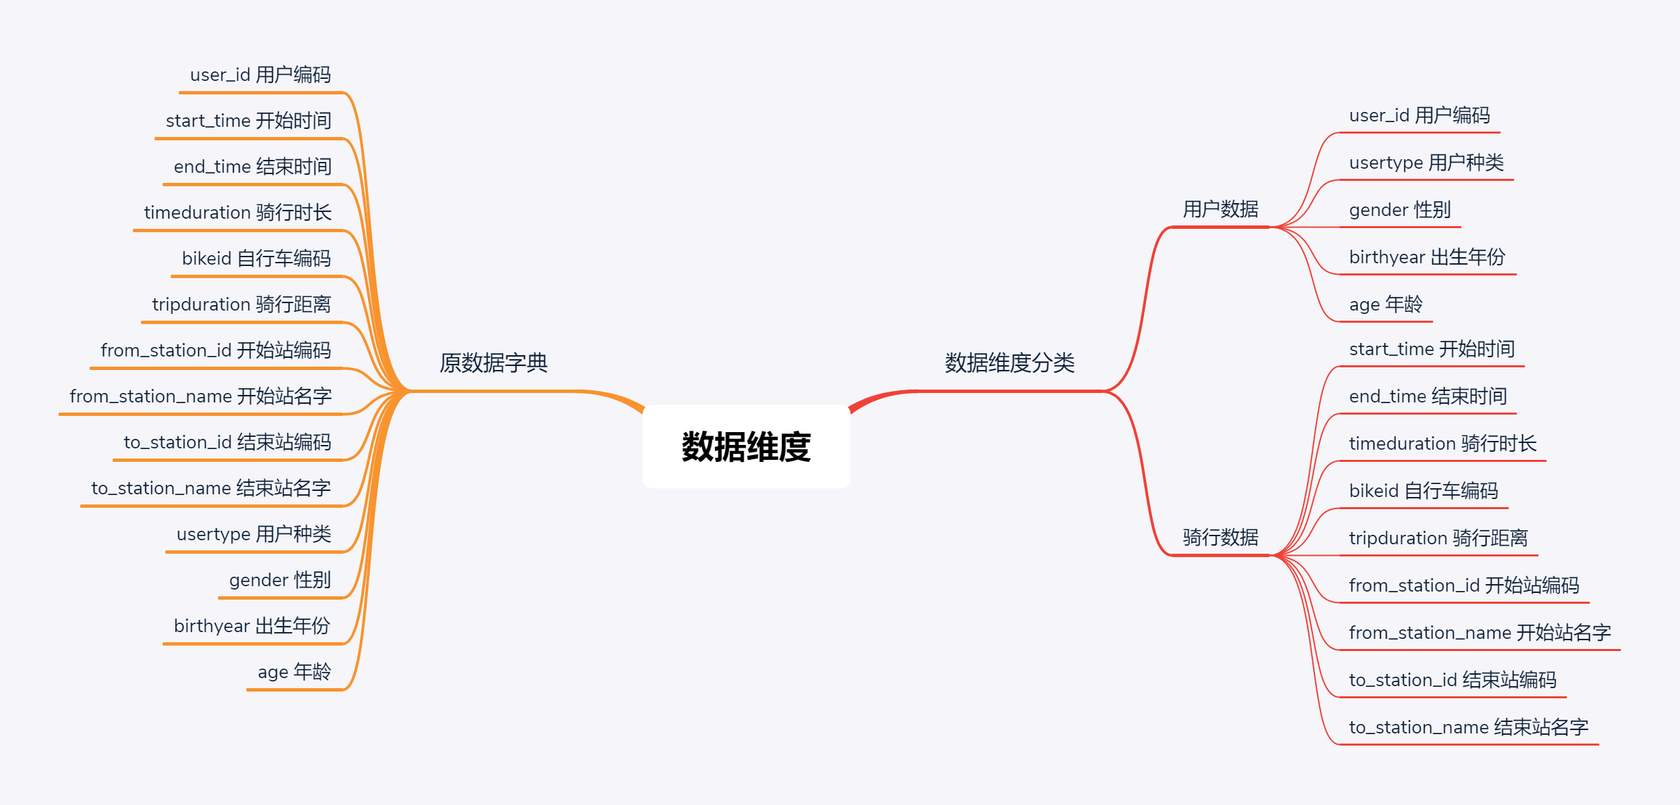 数据维度
原数据字典
user_id 用户编码
start_time 开始时间
end_time 结束时间
timeduration 骑行时长
bikeid 自行车编码
tripduration 骑行距离
from_station_id 开始站编码
from_station_name 开始站名字
to_station_id 结束站编码
to_station_name 结束站名字
usertype 用户种类
gender 性别
birthyear 出生年份
age 年龄
数据维度分类
用户数据
user_id 用户编码
usertype 用户种类
gender 性别
birthyear 出生年份
age 年龄
骑行数据
start_time 开始时间
end_time 结束时间
timeduration 骑行时长
bikeid 自行车编码
tripduration 骑行距离
from_station_id 开始站编码
from_station_name 开始站名字
to_station_id 结束站编码
to_station_name 结束站名字